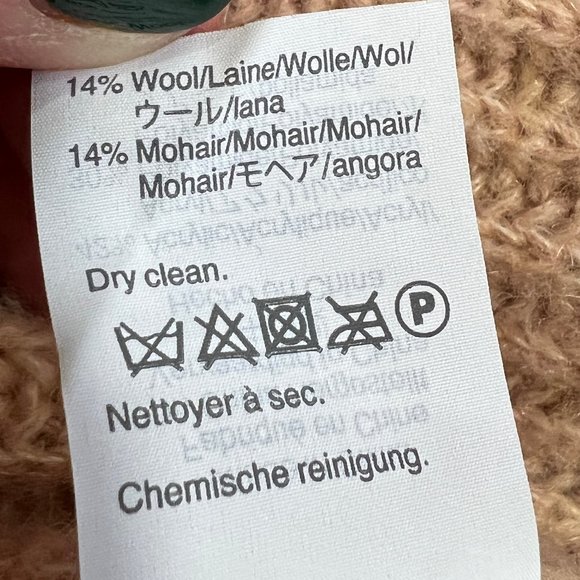 14% Wool/Laine/Wolle/Wol/
ウール/lana
14% Mohair/Mohair/Mohair/
Mohair/モヘア/angora
Dry clean.
P
Nettoyer à sec.
Chemische reinigung.